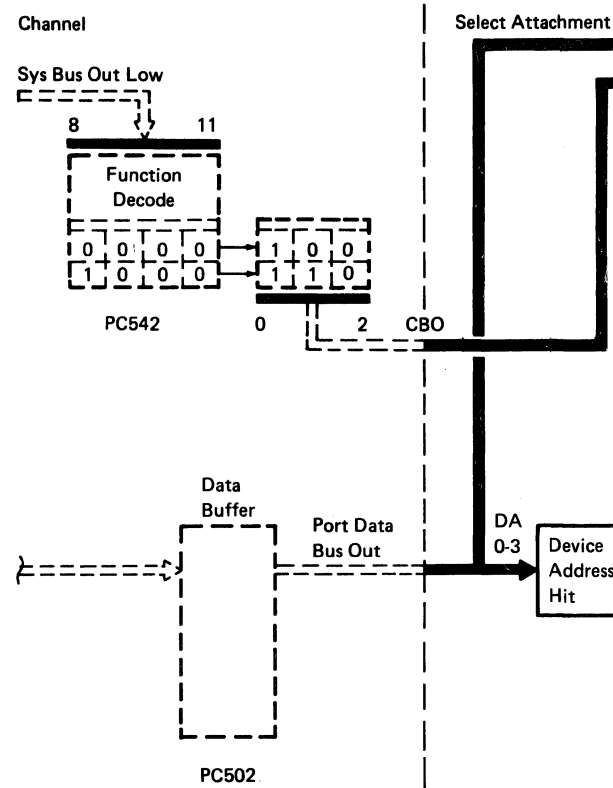 Channel
Select Attachment
Sys Bus Out Low
8 11
Function
Decode
0 0 0 0 1 0 0
1 0 0 0 1 1 0
PC542
0 2 CBO
Data
Buffer
Port Data
Bus Out
DA
0-3
Device
Address
Hit
PC502